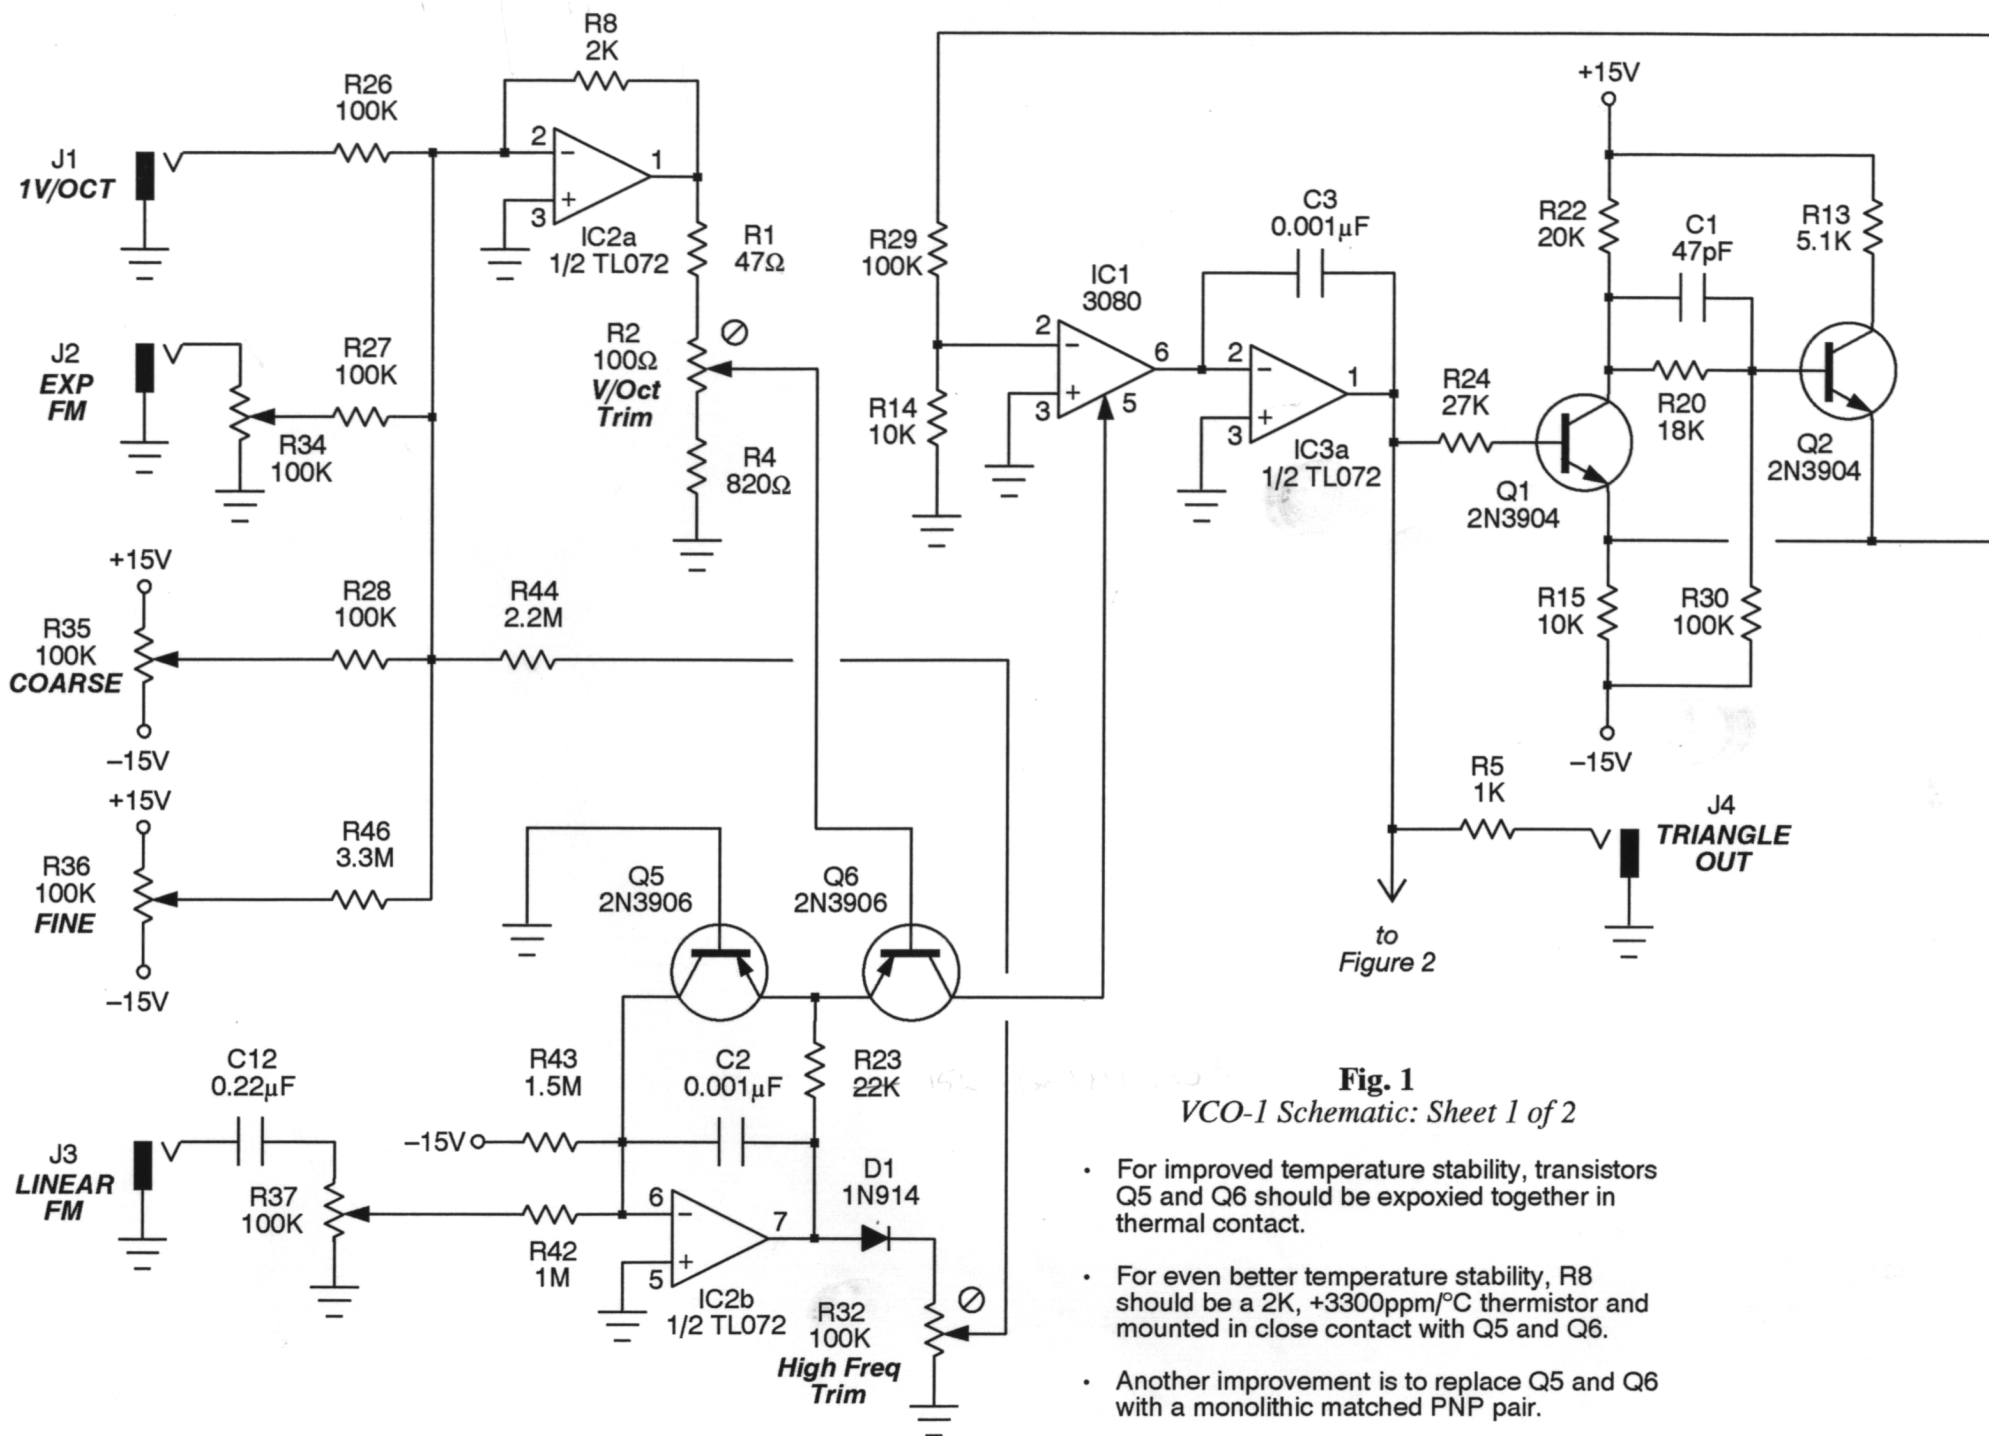 R8
2K
R26
100K
J1
1V/OCT
2
−
1
+
3
IC2a
1/2 TL072
R1
47Ω
J2
EXP
FM
R27
100K
R34
100K
R2
100Ω
V/Oct
Trim
R4
820Ω
+15V
R35
100K
COARSE
–15V
R28
100K
R44
2.2M
+15V
R36
100K
FINE
–15V
R46
3.3M
R29
100K
R14
10K
IC1
3080
2
−
6
+
3
5
C3
0.001µF
2
−
1
+
3
IC3a
1/2 TL072
R24
27K
+15V
R22
20K
C1
47pF
R13
5.1K
R20
18K
Q1
2N3904
Q2
2N3904
R15
10K
R30
100K
–15V
R5
1K
J4
TRIANGLE
OUT
to
Figure 2
Q5
2N3906
Q6
2N3906
C12
0.22µF
R43
1.5M
C2
0.001µF
R23
22K
–15V
J3
LINEAR
FM
R37
100K
R42
1M
6
−
7
+
5
IC2b
1/2 TL072
D1
1N914
R32
100K
High Freq
Trim
Fig. 1
VCO-1 Schematic: Sheet 1 of 2
• For improved temperature stability, transistors
Q5 and Q6 should be expoxied together in
thermal contact.
• For even better temperature stability, R8
should be a 2K, +3300ppm/°C thermistor and
mounted in close contact with Q5 and Q6.
• Another improvement is to replace Q5 and Q6
with a monolithic matched PNP pair.